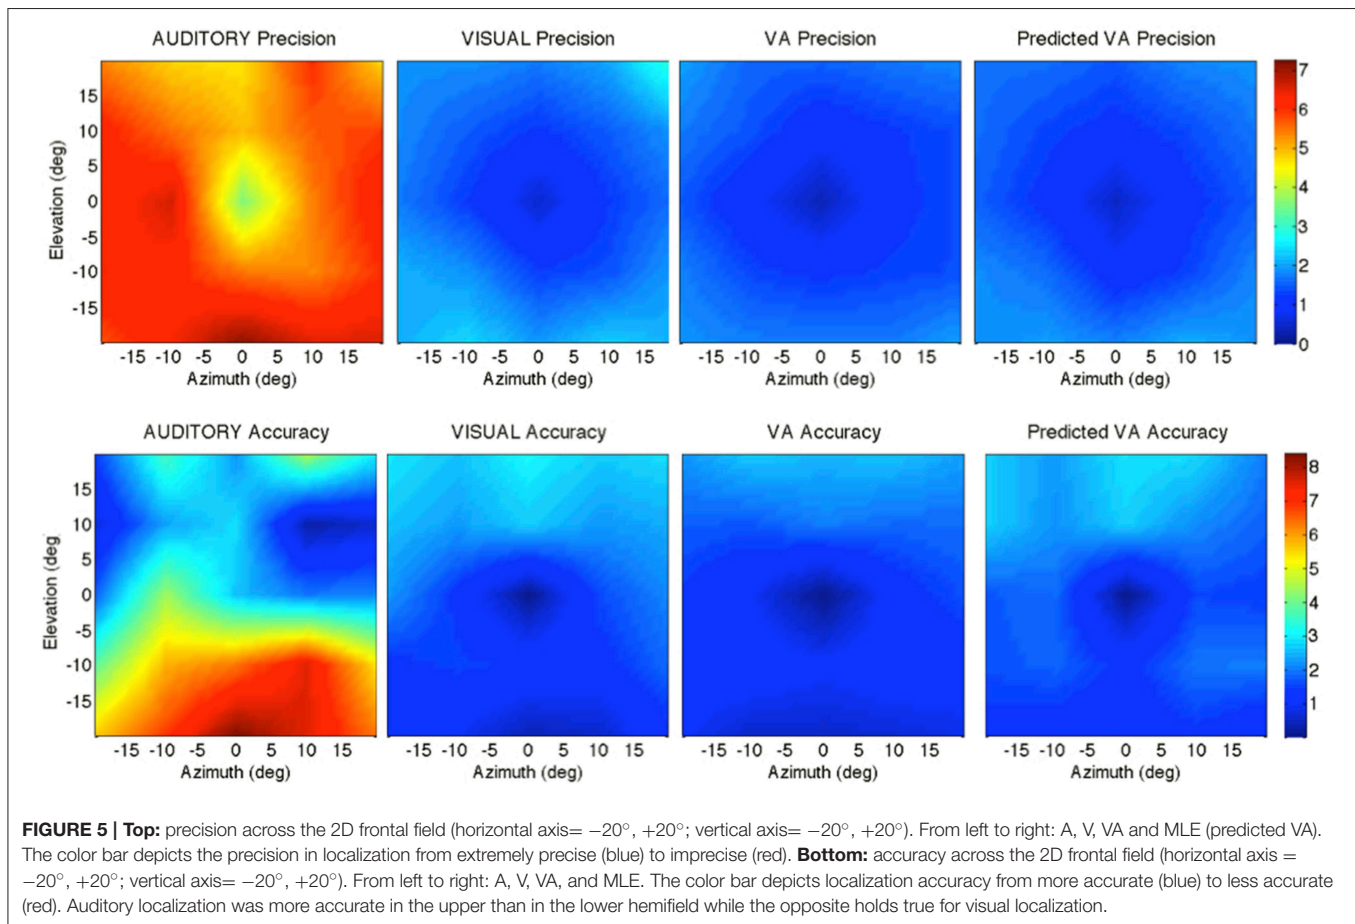 AUDITORY Precision
VISUAL Precision
VA Precision
Predicted VA Precision
15
10
5
0
-5
-10
-15
Elevation (deg)
-15 -10 -5 0 5 10 15
-15 -10 -5 0 5 10 15
-15 -10 -5 0 5 10 15
-15 -10 -5 0 5 10 15
Azimuth (deg)
Azimuth (deg)
Azimuth (deg)
Azimuth (deg)
7
6
5
4
3
2
1
0
AUDITORY Accuracy
VISUAL Accuracy
VA Accuracy
Predicted VA Accuracy
15
10
5
0
-5
-10
-15
Elevation (deg
-15 -10 -5 0 5 10 15
-15 -10 -5 0 5 10 15
-15 -10 -5 0 5 10 15
-15 -10 -5 0 5 10 15
Azimuth (deg)
Azimuth (deg)
Azimuth (deg)
Azimuth (deg)
8
7
6
5
4
3
2
1
FIGURE 5 | Top: precision across the 2D frontal field (horizontal axis= −20°, +20°; vertical axis= −20°, +20°). From left to right: A, V, VA and MLE (predicted VA).
The color bar depicts the precision in localization from extremely precise (blue) to imprecise (red). Bottom: accuracy across the 2D frontal field (horizontal axis =
−20°, +20°; vertical axis= −20°, +20°). From left to right: A, V, VA, and MLE. The color bar depicts localization accuracy from more accurate (blue) to less accurate
(red). Auditory localization was more accurate in the upper than in the lower hemifield while the opposite holds true for visual localization.